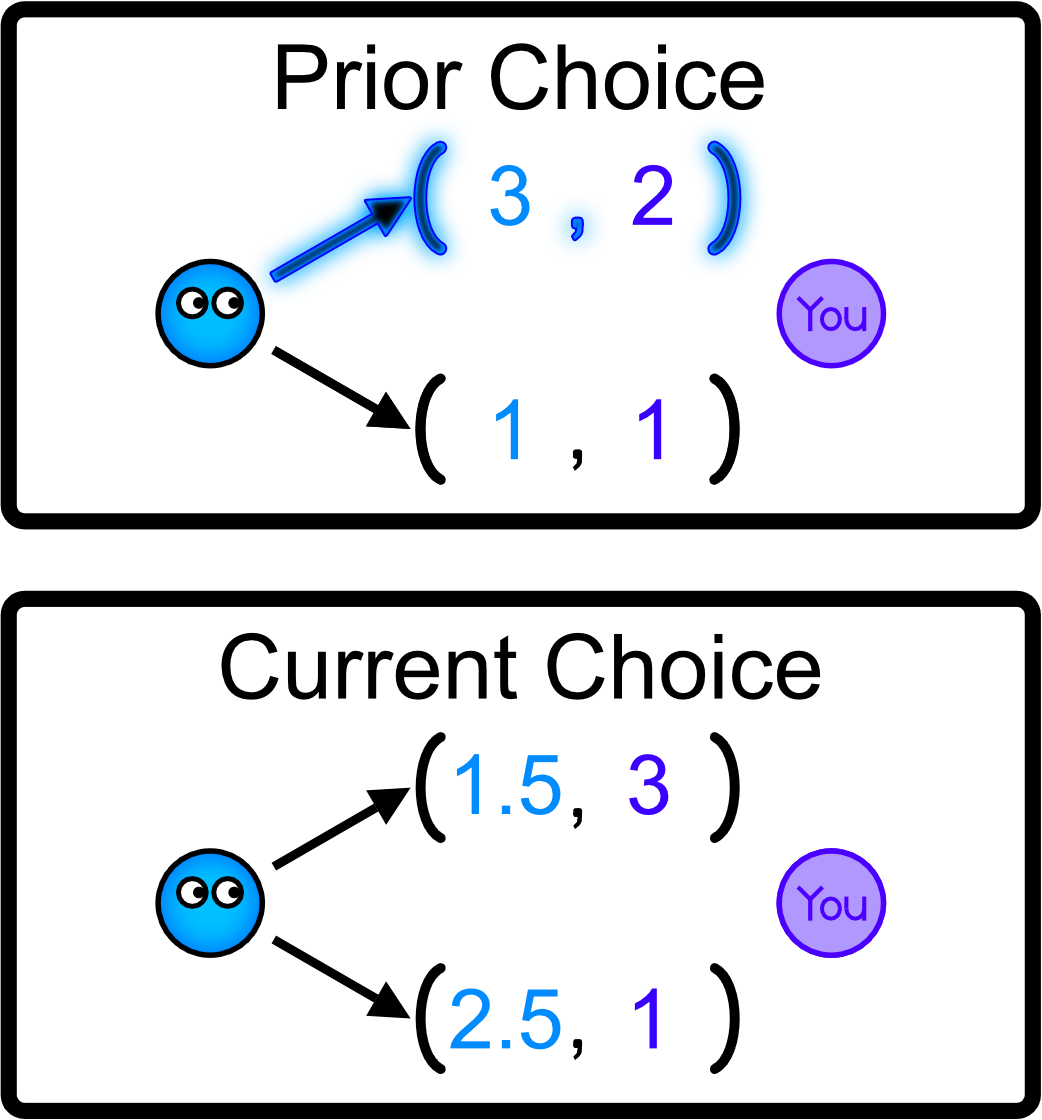 Prior Choice
( 3 , 2 )
You
( 1 , 1 )
Current Choice
(1.5, 3 )
You
(2.5, 1 )